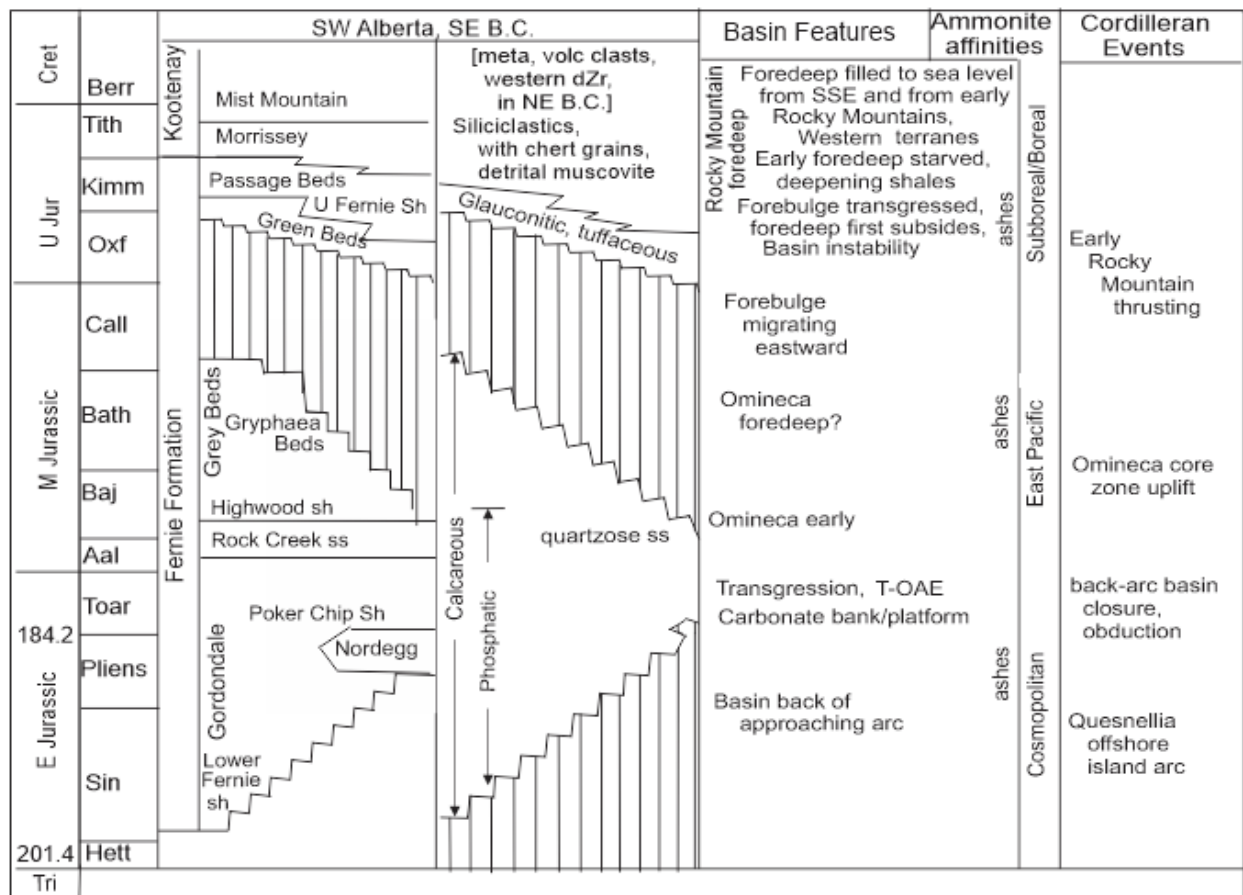 SW Alberta, SE B.C.
Basin Features
Ammonite
affinities
Cordilleran
Events
Cret
U Jur
M Jurassic
E Jurassic
184.2
201.4
Tri
Berr
Tith
Kimm
Oxf
Call
Bath
Baj
Aal
Toar
Pliens
Sin
Hett
Kootenay
Fernie Formation
Mist Mountain
Morrissey
Passage Beds
U Fernie Sh
Green Beds
Grey Beds
Gryphaea
Beds
Highwood sh
Rock Creek ss
Poker Chip Sh
Nordegg
Gordondale
Lower
Fernie
sh
[meta, volc clasts,
western dZr,
in NE B.C.]
Siliciclastics,
with chert grains,
detrital muscovite
Glauconitic, tuffaceous
quartzose ss
Calcareous
Phosphatic
Rocky Mountain
foredeep
Foredeep filled to sea level
from SSE and from early
Rocky Mountains,
Western terranes
Early foredeep starved,
deepening shales
Forebulge transgressed,
foredeep first subsides,
Basin instability
Forebulge
migrating
eastward
Omineca
foredeep?
Omineca early
Transgression, T-OAE
Carbonate bank/platform
Basin back of
approaching arc
ashes
ashes
ashes
Subboreal/Boreal
East Pacific
Cosmopolitan
Early
Rocky
Mountain
thrusting
Omineca core
zone uplift
back-arc basin
closure,
obduction
Quesnellia
offshore
island arc